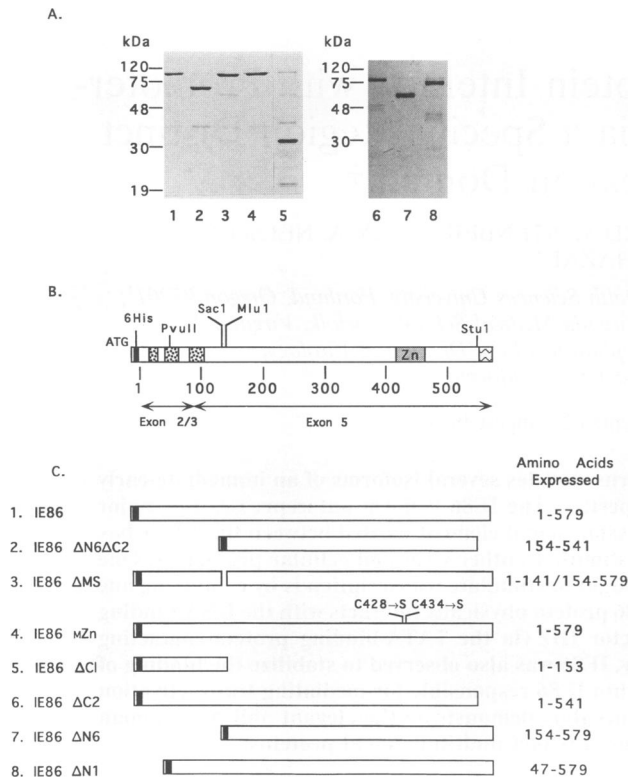 A.
kDa kDa
120 120
75 75
48 48
30 30
19
1 2 3 4 5 6 7 8
B.
Sac1 Mlu1
6His PvuII Stu1
ATG
Zn
1 100 200 300 400 500
Exon 2/3 Exon 5
C. Amino Acids
Expressed
1. IE86 1-579
2. IE86 ΔN6ΔC2 154-541
3. IE86 ΔMS 1-141/154-579
C428→S C434→S
4. IE86 мZn 1-579
5. IE86 ΔCl 1-153
6. IE86 ΔC2 1-541
7. IE86 ΔN6 154-579
8. IE86 ΔN1 47-579